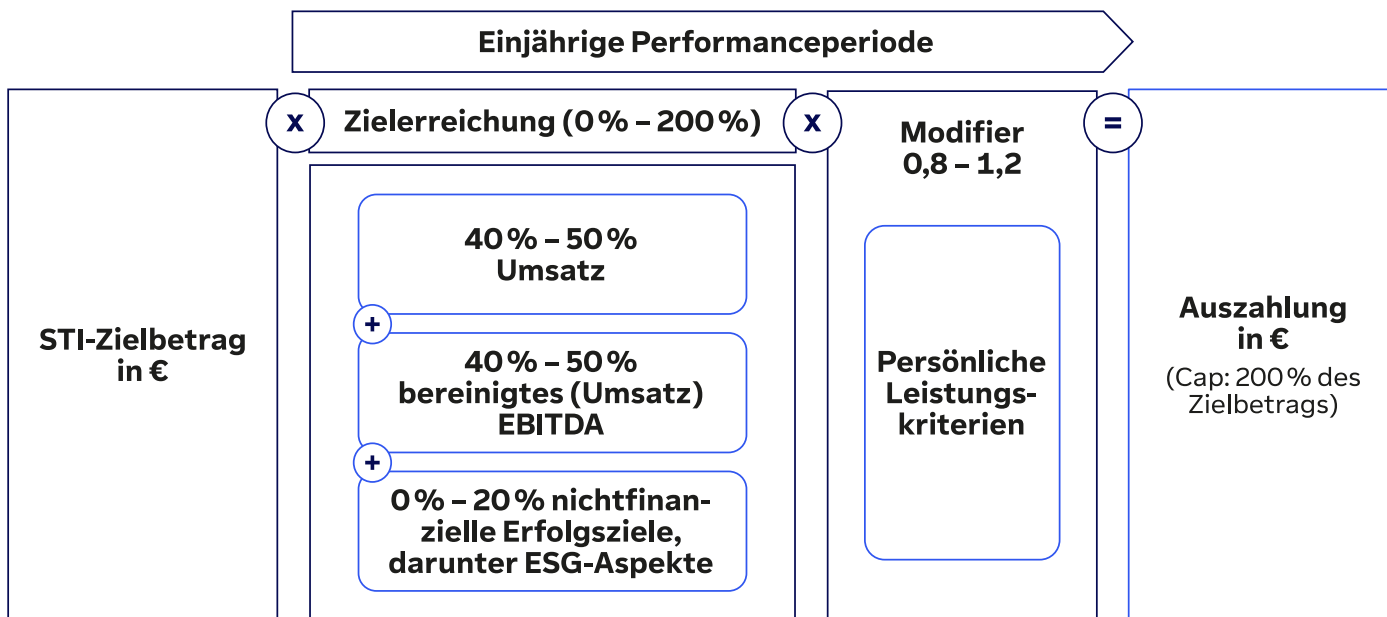 Einjährige Performanceperiode
STI-Zielbetrag
in €
x
Zielerreichung (0 % – 200 %)
40 % – 50 %
Umsatz
+
40 % – 50 %
bereinigtes (Umsatz)
EBITDA
+
0 % – 20 % nichtfinan-
zielle Erfolgsziele,
darunter ESG-Aspekte
x
Modifier
0,8 – 1,2
Persönliche
Leistungs-
kriterien
=
Auszahlung
in €
(Cap: 200 % des
Zielbetrags)